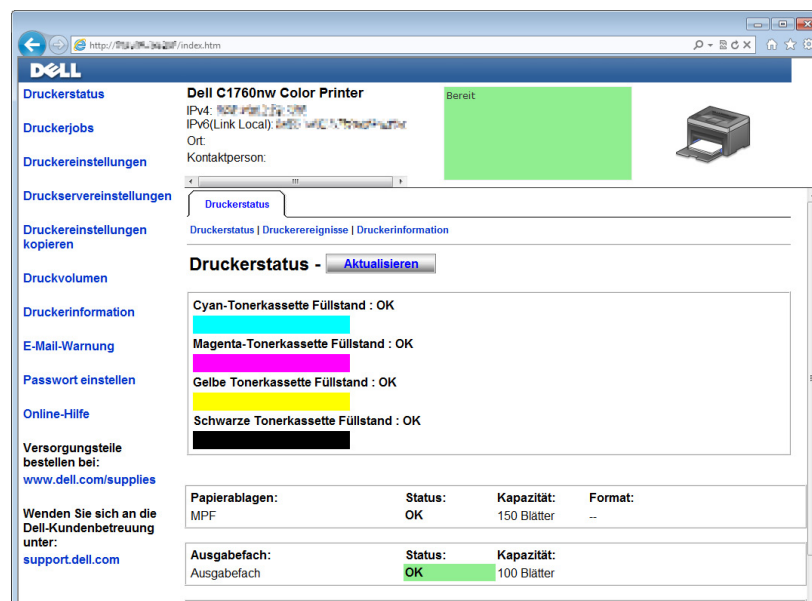 http:// /index.htm
DELL
Druckerstatus
Druckerjobs
Druckereinstellungen
Druckservereinstellungen
Druckereinstellungen
kopieren
Druckvolumen
Druckerinformation
E-Mail-Warnung
Passwort einstellen
Online-Hilfe
Versorgungsteile
bestellen bei:
www.dell.com/supplies
Wenden Sie sich an die
Dell-Kundenbetreuung
unter:
support.dell.com
Dell C1760nw Color Printer
IPv4:
IPv6(Link Local):
Ort:
Kontaktperson:
Bereit
Druckerstatus
Druckerstatus | Druckerereignisse | Druckerinformation
Druckerstatus - Aktualisieren
Cyan-Tonerkassette Füllstand : OK
Magenta-Tonerkassette Füllstand : OK
Gelbe Tonerkassette Füllstand : OK
Schwarze Tonerkassette Füllstand : OK
Papierablagen: Status: Kapazität: Format:
MPF OK 150 Blätter --
Ausgabefach: Status: Kapazität:
Ausgabefach OK 100 Blätter